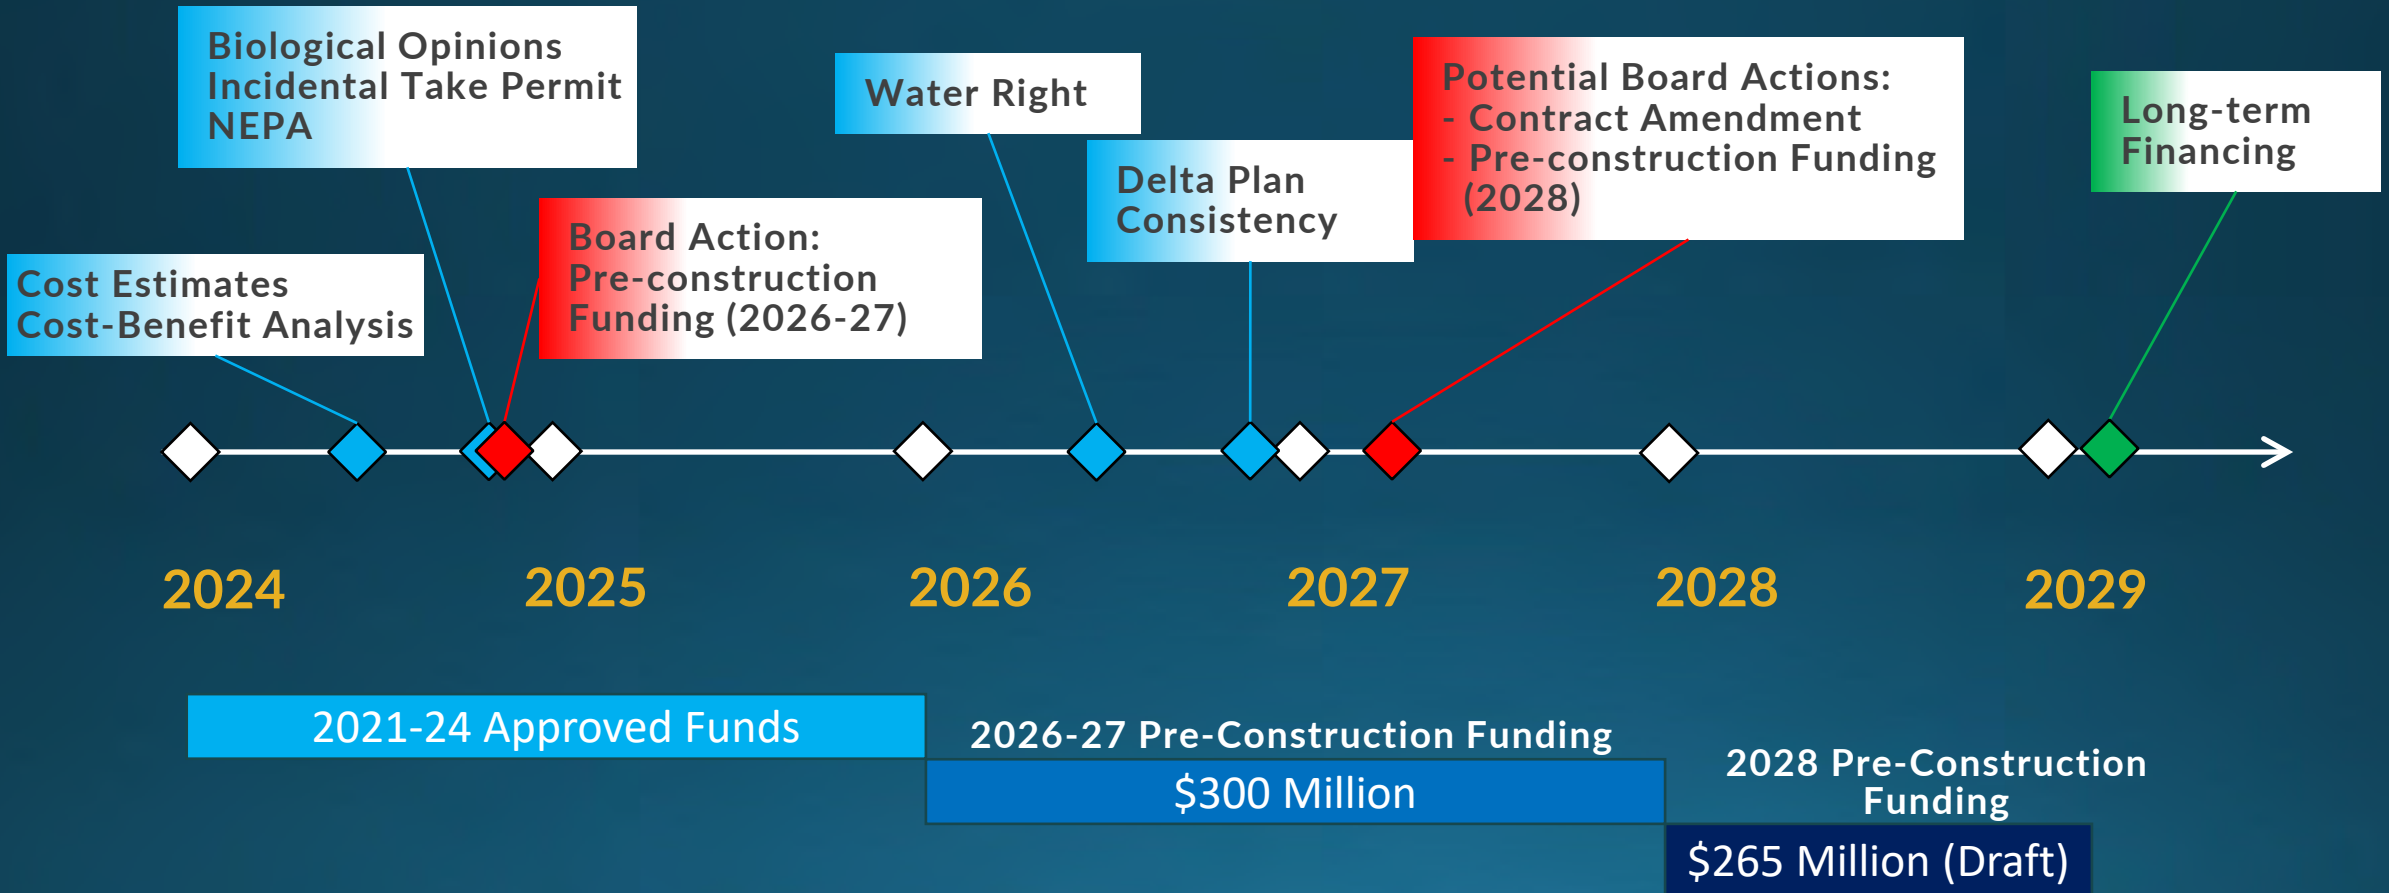 Biological Opinions
Incidental Take Permit
NEPA
Water Right
Potential Board Actions:
- Contract Amendment
- Pre-construction Funding
(2028)
Long-term
Financing
Delta Plan
Consistency
Board Action:
Pre-construction
Funding (2026-27)
Cost Estimates
Cost-Benefit Analysis
2024
2025
2026
2027
2028
2029
2021-24 Approved Funds
2026-27 Pre-Construction Funding
$300 Million
2028 Pre-Construction
Funding
$265 Million (Draft)